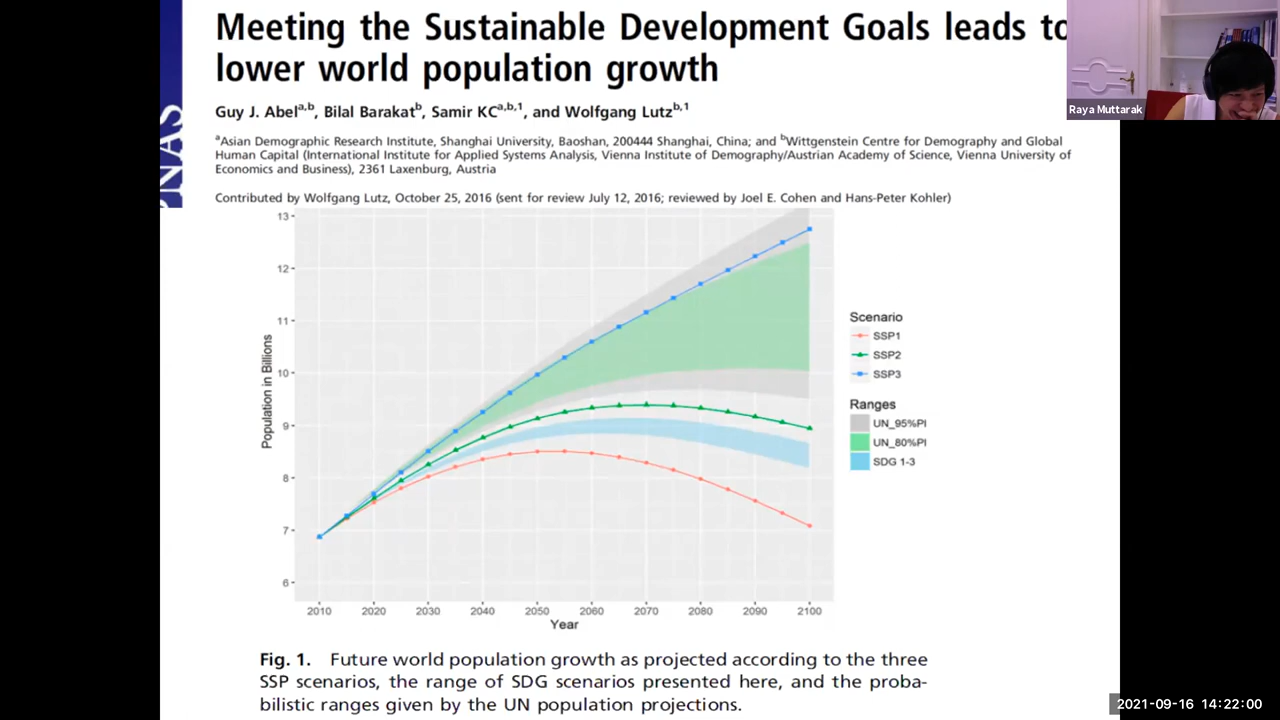 Meeting the Sustainable Development Goals leads to
lower world population growth
Guy J. Abelᵃ,ᵇ, Bilal Barakatᵇ, Samir KCᵃ,ᵇ,¹, and Wolfgang Lutzᵇ,¹
ᵃAsian Demographic Research Institute, Shanghai University, Baoshan, 200444 Shanghai, China; and ᵇWittgenstein Centre for Demography and Global
Human Capital (International Institute for Applied Systems Analysis, Vienna Institute of Demography/Austrian Academy of Science, Vienna University of
Economics and Business), 2361 Laxenburg, Austria
Contributed by Wolfgang Lutz, October 25, 2016 (sent for review July 12, 2016; reviewed by Joel E. Cohen and Hans-Peter Kohler)
PNAS
Raya Muttarak
13
12
11
10
9
8
7
6
Population in Billions
2010 2020 2030 2040 2050 2060 2070 2080 2090 2100
Year
Scenario
SSP1
SSP2
SSP3
Ranges
UN_95%PI
UN_80%PI
SDG 1-3
Fig. 1. Future world population growth as projected according to the three
SSP scenarios, the range of SDG scenarios presented here, and the proba-
bilistic ranges given by the UN population projections.
2021-09-16 14:22:00